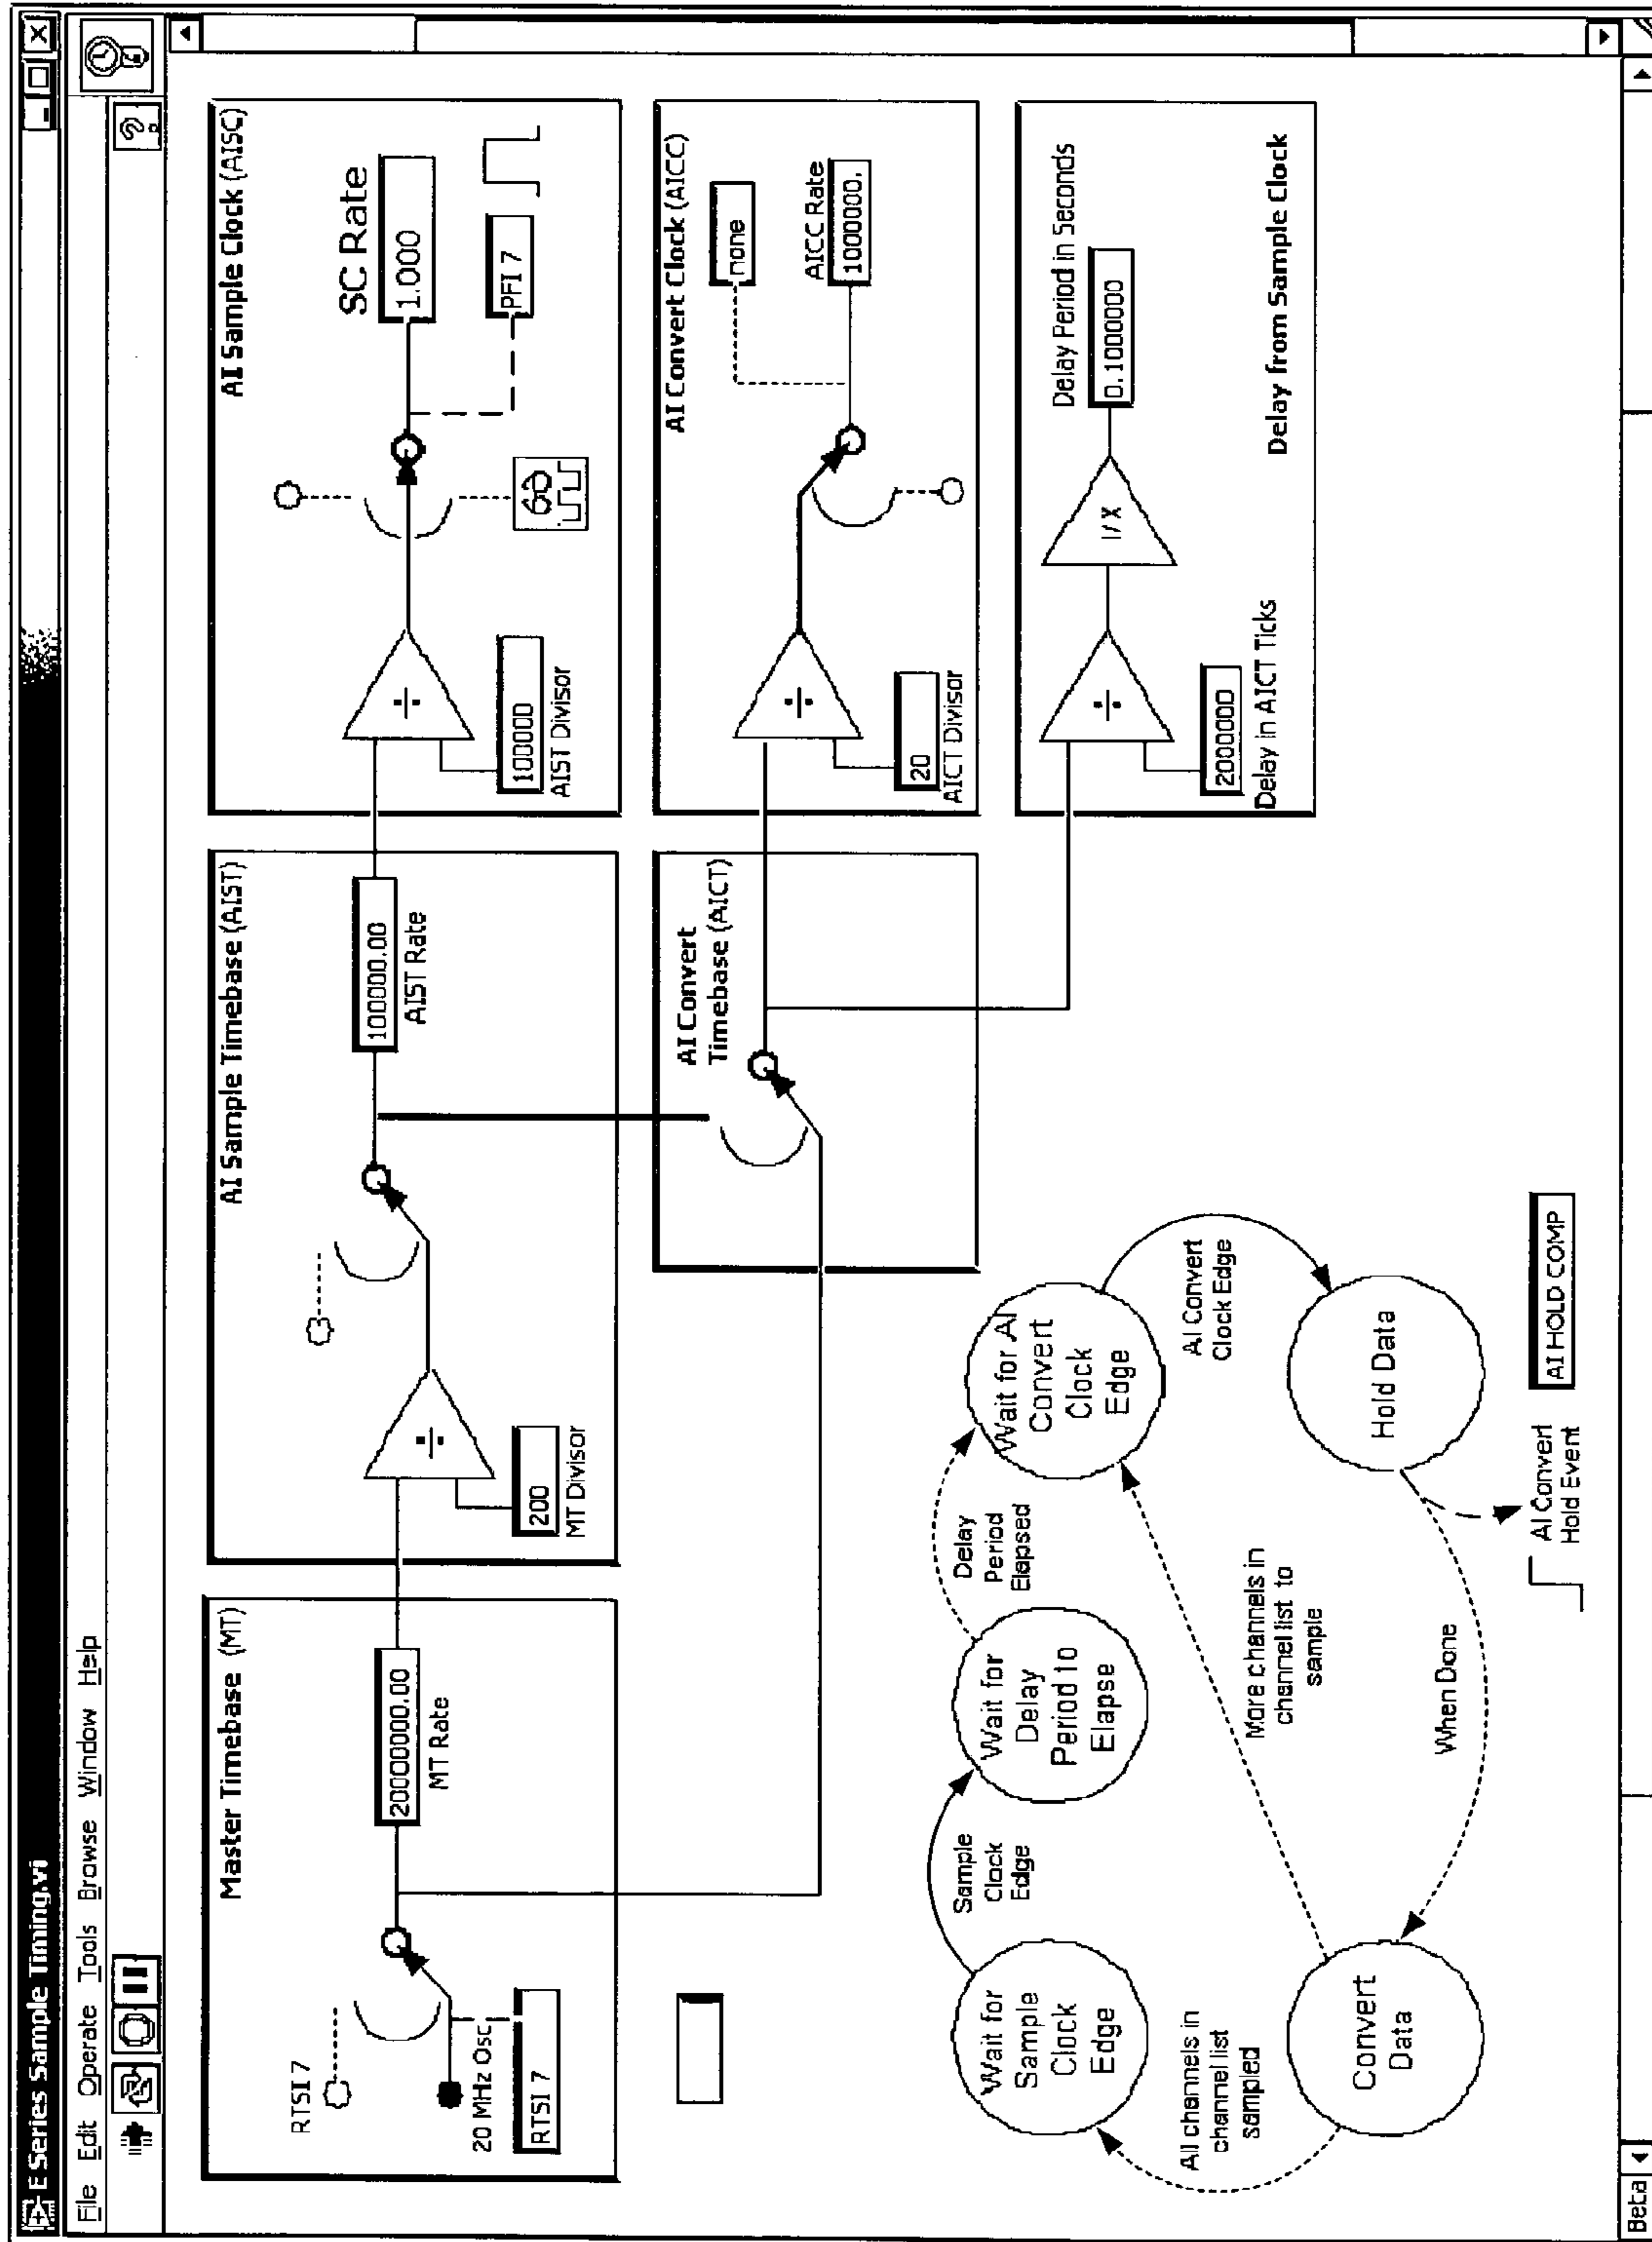 E Series Sample Timing.vi
File Edit Operate Tools Browse Window Help
Master Timebase (MT)
RTSI 7
20 MHz Osc
RTSI 7
20000000.00
MT Rate
AI Sample Timebase (AIST)
200
MT Divisor
100000.00
AIST Rate
AI Sample Clock (AISC)
100000
AIST Divisor
SC Rate
1.000
PFI 7
AI Convert
Timebase (AICT)
AI Convert Clock (AICC)
20
AICT Divisor
none
AICC Rate
1000000.
2000000
Delay in AICT Ticks
1/X
Delay Period in Seconds
0.1000000
Delay from Sample Clock
Wait for
Sample
Clock
Edge
Sample
Clock
Edge
Wait for
Delay
Period to
Elapse
Delay
Period
Elapsed
Wait for AI
Convert
Clock
Edge
AI Convert
Clock Edge
Hold Data
AI Convert
Hold Event
AI HOLD COMP
When Done
Convert
Data
More channels in
channel list to
sample
All channels in
channel list
sampled
Beta